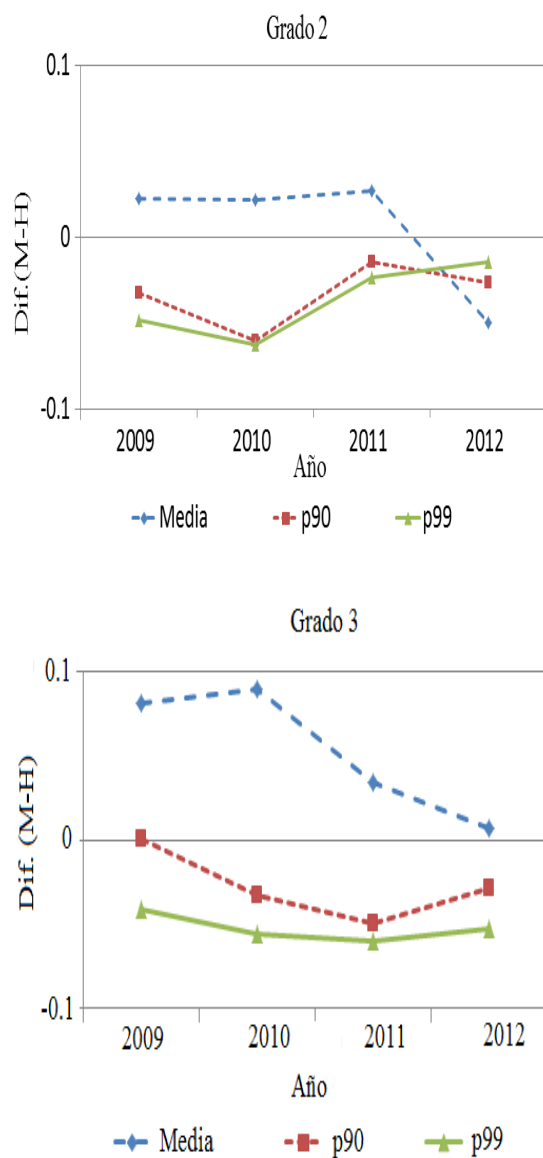 Grado 2
0.1
0
-0.1
Dif.(M-H)
2009 2010 2011 2012
Año
Media p90 p99
Grado 3
0.1
0
-0.1
Dif. (M-H)
2009 2010 2011 2012
Año
Media p90 p99